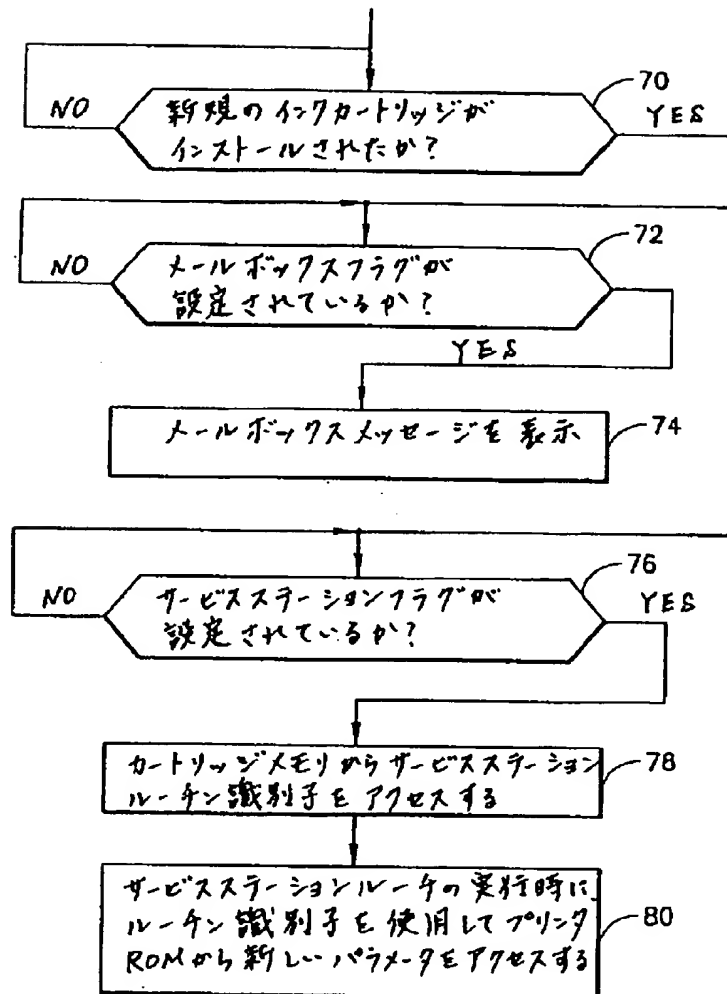 70
NO
新規のインクカートリッジが
YES
インストールされたか?
72
NO
メールボックスフラグが
設定されているか?
YES
メールボックスメッセージを表示
74
76
NO
サービスステーションフラグが
YES
設定されているか?
カートリッジメモリからサービスステーション
78
ルーチン識別子をアクセスする
サービスステーションルーチの実行時に
ルーチン識別子を使用してプリンタ
80
ROMから新しいパラメータをアクセスする